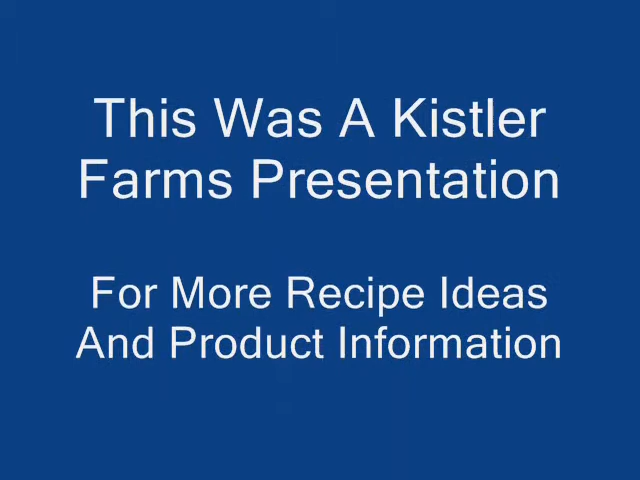 This Was A Kistler
Farms Presentation
For More Recipe Ideas
And Product Information